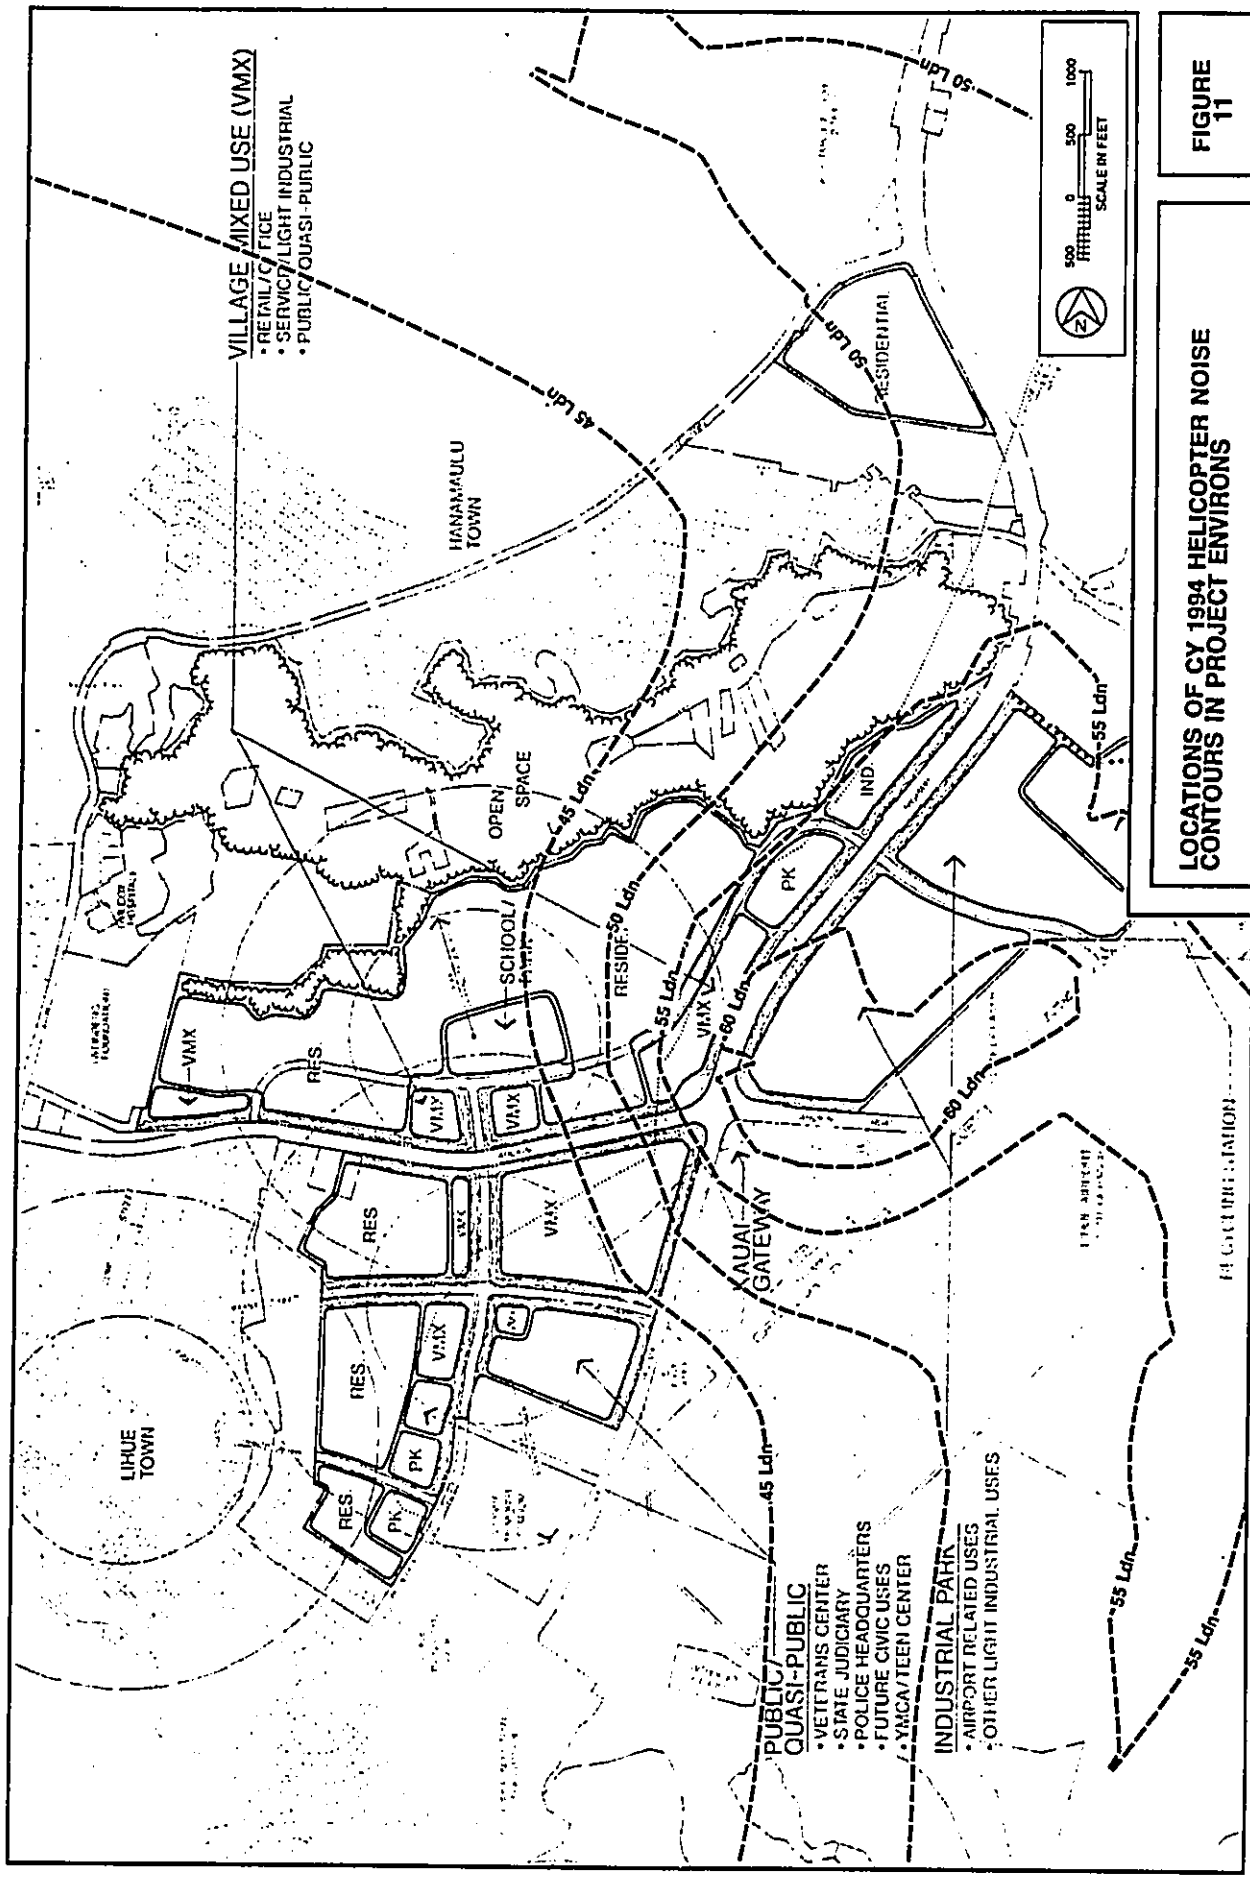 VILLAGE MIXED USE (VMX)
• RETAIL/OFFICE
• SERVICE/LIGHT INDUSTRIAL
• PUBLIC/QUASI-PUBLIC
LIHUE
TOWN
HANAMAULU
TOWN
WILCOX
HOSPITAL
VMX
RES
RES
RES
RES
VMX
VMX
VMX
VMX
PK
PK
SCHOOL/
PARK
OPEN
SPACE
45 Ldn
45 Ldn
45 Ldn
50 Ldn
50 Ldn
50 Ldn
RESIDENTIAL
55 Ldn
60 Ldn
VMX
PK
IND
55 Ldn
60 Ldn
55 Ldn
55 Ldn
KAUAI
GATEWAY
PUBLIC/
QUASI-PUBLIC
• VETERANS CENTER
• STATE JUDICIARY
• POLICE HEADQUARTERS
• FUTURE CIVIC USES
• YMCA/TEEN CENTER
INDUSTRIAL PARK
• AIRPORT RELATED USES
• OTHER LIGHT INDUSTRIAL USES
N
500 0 500 1000
SCALE IN FEET
LOCATIONS OF CY 1994 HELICOPTER NOISE
CONTOURS IN PROJECT ENVIRONS
FIGURE
11